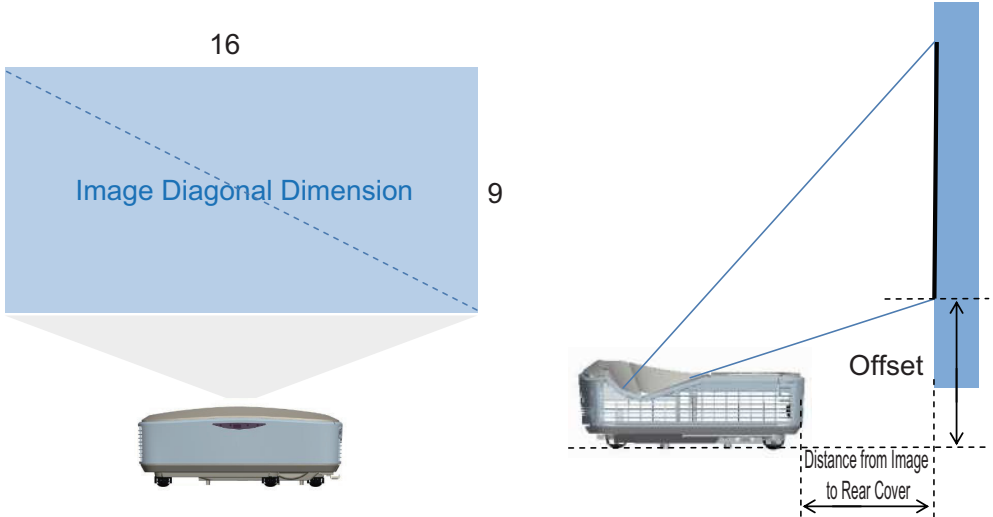 16
Image Diagonal Dimension
9
Offset
Distance from Image
to Rear Cover